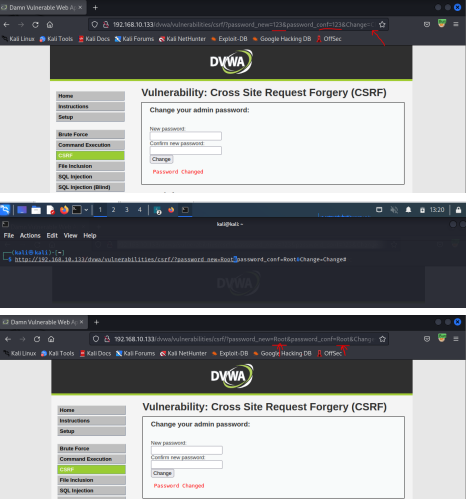 Damn Vulnerable Web Ap × +
192.168.10.133/dvwa/vulnerabilities/csrf/?password_new=123&password_conf=123&Change=C
Kali Linux Kali Tools Kali Docs Kali Forums Kali NetHunter Exploit-DB Google Hacking DB OffSec
DVWA
Vulnerability: Cross Site Request Forgery (CSRF)
Home
Instructions
Setup
Brute Force
Command Execution
CSRF
File Inclusion
SQL Injection
SQL Injection (Blind)
Change your admin password:
New password:
Confirm new password:
Change
Password Changed
1 2 3 4
13:20
kali@kali: ~
File Actions Edit View Help
(kali㉿kali)-[~]
$ http://192.168.10.133/dvwa/vulnerabilities/csrf/?password_new=Root&password_conf=Root&Change=Change#
DVWA
Damn Vulnerable Web Ap × +
192.168.10.133/dvwa/vulnerabilities/csrf/?password_new=Root&password_conf=Root&Chang
Kali Linux Kali Tools Kali Docs Kali Forums Kali NetHunter Exploit-DB Google Hacking DB OffSec
DVWA
Vulnerability: Cross Site Request Forgery (CSRF)
Home
Instructions
Setup
Brute Force
Command Execution
CSRF
File Inclusion
SQL Injection
Change your admin password:
New password:
Confirm new password:
Change
Password Changed